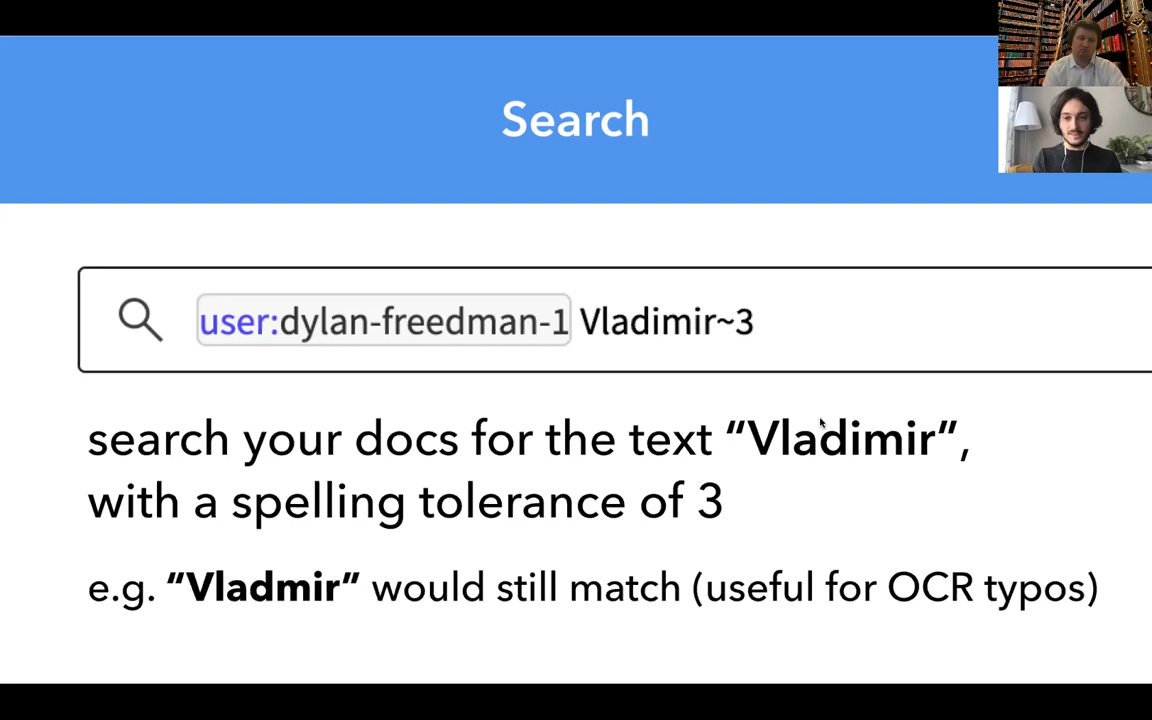 Search
user:dylan-freedman-1 Vladimir~3
search your docs for the text “Vladimir”,
with a spelling tolerance of 3
e.g. “Vladmir” would still match (useful for OCR typos)